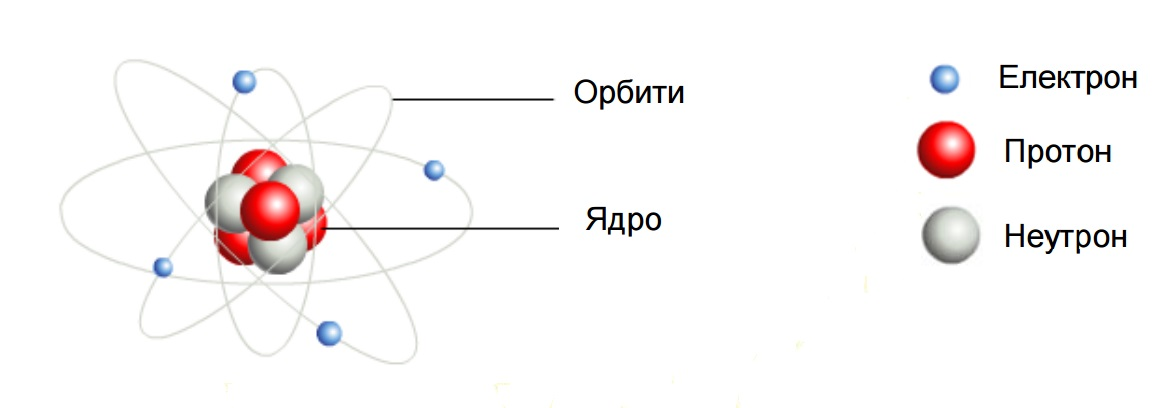 Орбити
Ядро
Електрон
Протон
Неутрон